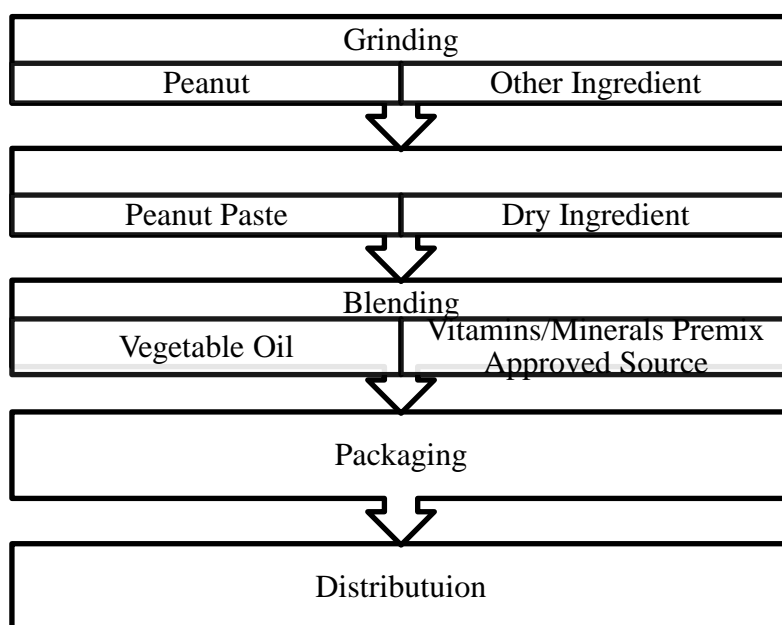 Grinding
Peanut
Other Ingredient
Peanut Paste
Dry Ingredient
Blending
Vegetable Oil
Vitamins/Minerals Premix
Approved Source
Packaging
Distributuion